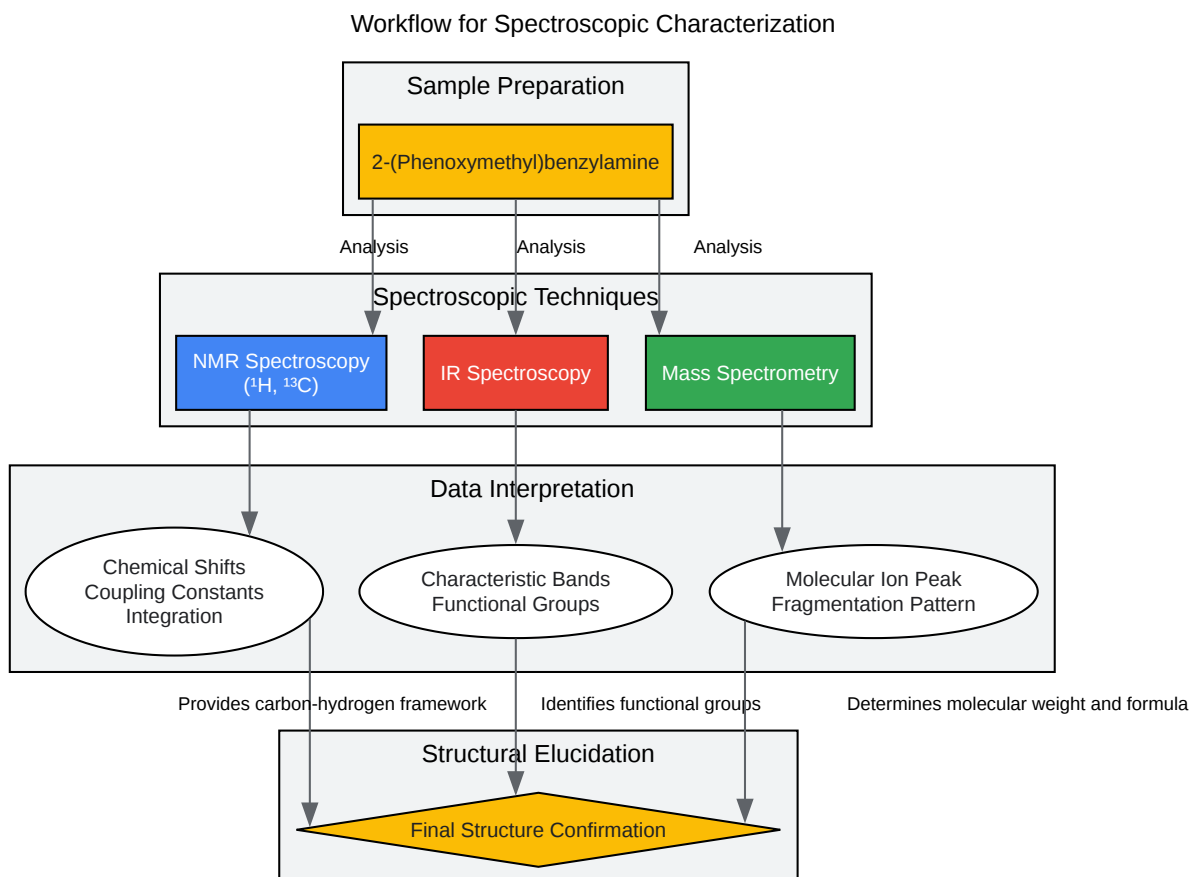 Workflow for Spectroscopic Characterization
Sample Preparation
2-(Phenoxymethyl)benzylamine
Analysis
Analysis
Analysis
Spectroscopic Techniques
NMR Spectroscopy
(¹H, ¹³C)
IR Spectroscopy
Mass Spectrometry
Data Interpretation
Chemical Shifts
Coupling Constants
Integration
Characteristic Bands
Functional Groups
Molecular Ion Peak
Fragmentation Pattern
Provides carbon-hydrogen framework
Identifies functional groups
Determines molecular weight and formula
Structural Elucidation
Final Structure Confirmation